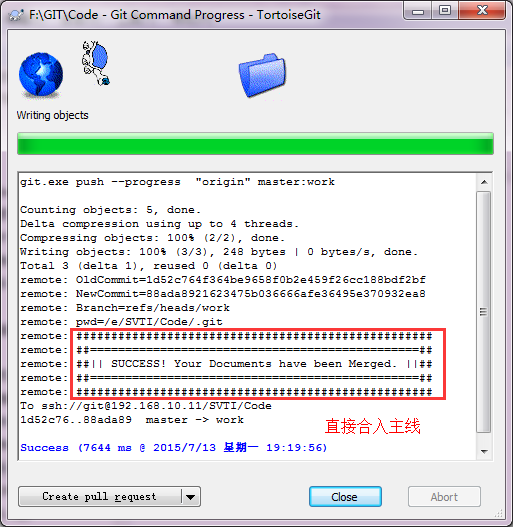 F:\GIT\Code - Git Command Progress - TortoiseGit
Writing objects
git.exe push --progress  "origin" master:work
Counting objects: 5, done.
Delta compression using up to 4 threads.
Compressing objects: 100% (2/2), done.
Writing objects: 100% (3/3), 248 bytes | 0 bytes/s, done.
Total 3 (delta 1), reused 0 (delta 0)
remote: OldCommit=1d52c764f364be9658f0b2e459f26cc188bdf2bf
remote: NewCommit=88ada8921623475b036666afe36495e370932ea8
remote: Branch=refs/heads/work
remote: pwd=/e/SVTI/Code/.git
remote: ###################################################
remote: ##===============================================##
remote: ##|| SUCCESS! Your Documents have been Merged. ||##
remote: ##===============================================##
remote: ###################################################
To ssh://git@192.168.10.11/SVTI/Code
1d52c76..88ada89  master -> work
直接合入主线
Success (7644 ms @ 2015/7/13 星期一 19:19:56)
Create pull request
Close
Abort